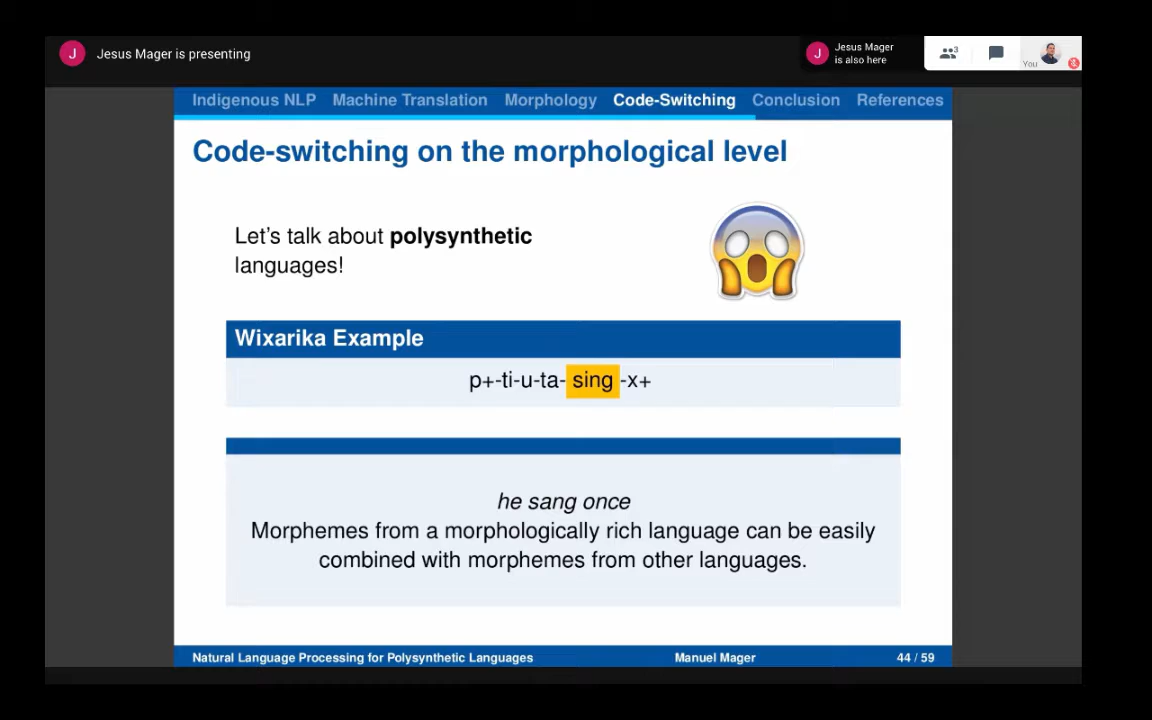 J Jesus Mager is presenting
J Jesus Mager
is also here
3
You
Indigenous NLP Machine Translation Morphology Code-Switching Conclusion References
Code-switching on the morphological level
Let's talk about polysynthetic
languages!
Wixarika Example
p+-ti-u-ta- sing -x+
he sang once
Morphemes from a morphologically rich language can be easily
combined with morphemes from other languages.
Natural Language Processing for Polysynthetic Languages Manuel Mager 44 / 59